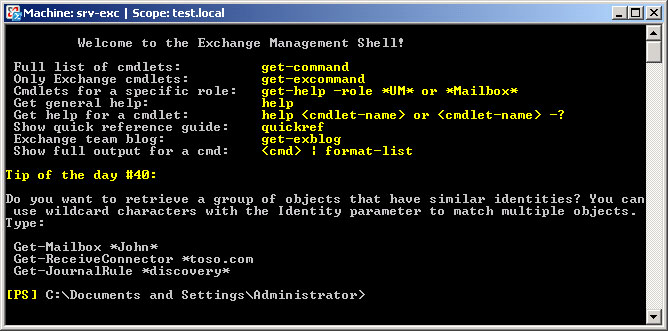 Machine: srv-exc | Scope: test.local
Welcome to the Exchange Management Shell!
Full list of cmdlets: get-command
Only Exchange cmdlets: get-excommand
Cmdlets for a specific role: get-help -role *UM* or *Mailbox*
Get general help: help
Get help for a cmdlet: help <cmdlet-name> or <cmdlet-name> -?
Show quick reference guide: quickref
Exchange team blog: get-exblog
Show full output for a cmd: <cmd> | format-list
Tip of the day #40:
Do you want to retrieve a group of objects that have similar identities? You can
use wildcard characters with the Identity parameter to match multiple objects.
Type:
Get-Mailbox *John*
Get-ReceiveConnector *toso.com
Get-JournalRule *discovery*
[PS] C:\Documents and Settings\Administrator>